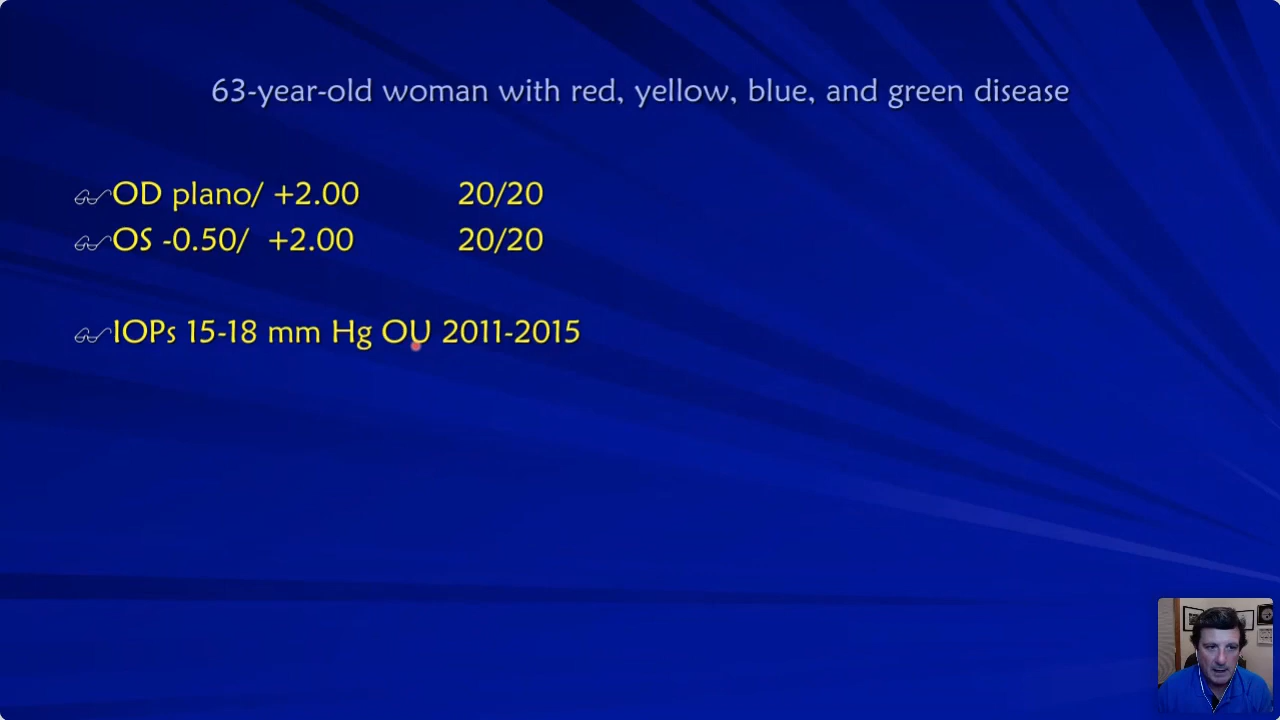 63-year-old woman with red, yellow, blue, and green disease
OD plano/ +2.00 20/20
OS -0.50/ +2.00 20/20
IOPs 15-18 mm Hg OU 2011-2015